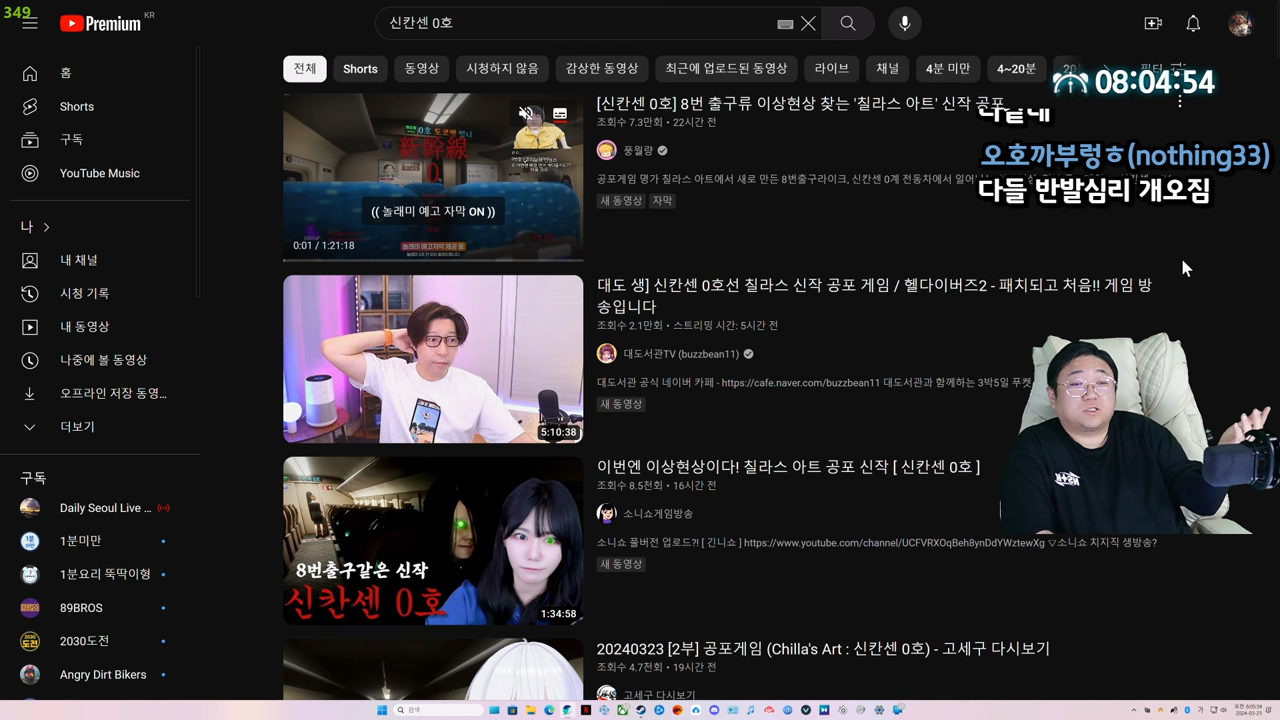 349
Premium KR
신칸센 0호
08:04:54
전체
Shorts
동영상
시청하지 않음
감상한 동영상
최근에 업로드된 동영상
라이브
채널
4분 미만
4~20분
홈
Shorts
구독
YouTube Music
나
내 채널
시청 기록
내 동영상
나중에 볼 동영상
오프라인 저장 동영...
더보기
구독
Daily Seoul Live ...
1분미만
1분요리 뚝딱이형
89BROS
2030도전
Angry Dirt Bikers
新幹線
0
(( 놀래미 예고 자막 ON ))
0:01 / 1:21:18
[신칸센 0호] 8번 출구류 이상현상 찾는 '칠라스 아트' 신작 공포
조회수 7.3만회 • 22시간 전
풍월량
공포게임 명가 칠라스 아트에서 새로 만든 8번출구라이크, 신칸센 0계 전동차에서 일어
새 동영상
자막
오호까부렁ㅎ(nothing33)
다들 반발심리 개오짐
5:10:38
대도 생] 신칸센 0호선 칠라스 신작 공포 게임 / 헬다이버즈2 - 패치되고 처음!! 게임 방
송입니다
조회수 2.1만회 • 스트리밍 시간: 5시간 전
대도서관TV (buzzbean11)
대도서관 공식 네이버 카페 - https://cafe.naver.com/buzzbean11 대도서관과 함께하는 3박5일 푸켓
새 동영상
8번출구같은 신작
신칸센 0호
1:34:58
이번엔 이상현상이다! 칠라스 아트 공포 신작 [ 신칸센 0호 ]
조회수 8.5천회 • 16시간 전
소니쇼게임방송
소니쇼 풀버전 업로드?! [ 긴니쇼 ] https://www.youtube.com/channel/UCFVRXOqBeh8ynDdYWztewXg ▽소니쇼 치지직 생방송?
새 동영상
20240323 [2부] 공포게임 (Chilla's Art : 신칸센 0호) - 고세구 다시보기
조회수 4.7천회 • 19시간 전
고세구 다시보기
검색
오전 8:05:36
2024-03-25